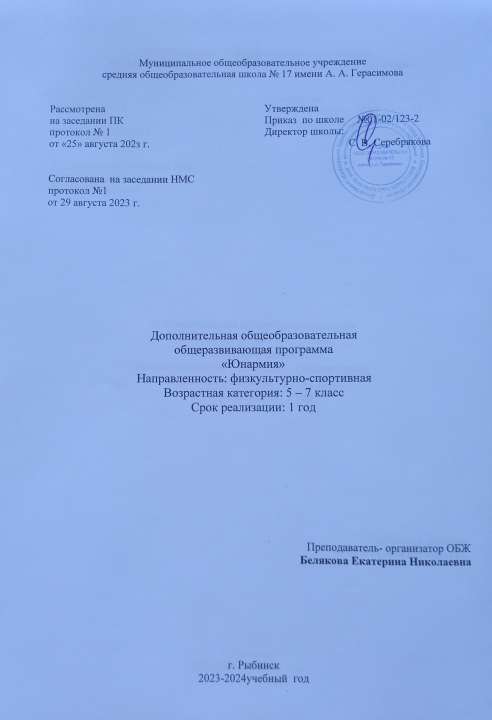 Муниципальное общеобразовательное учреждение
средняя общеобразовательная школа № 17 имени А. А. Герасимова
Рассмотрена
на заседании ПК
протокол № 1
от «25» августа 202з г.
Утверждена
Приказ по школе №01-02/123-2
Директор школы:
С. В. Серебрякова
Согласована на заседании НМС
протокол №1
от 29 августа 2023 г.
Дополнительная общеобразовательная
общеразвивающая программа
«Юнармия»
Направленность: физкультурно-спортивная
Возрастная категория: 5 – 7 класс
Срок реализации: 1 год
Преподаватель- организатор ОБЖ
Белякова Екатерина Николаевна
г. Рыбинск
2023-2024учебный год